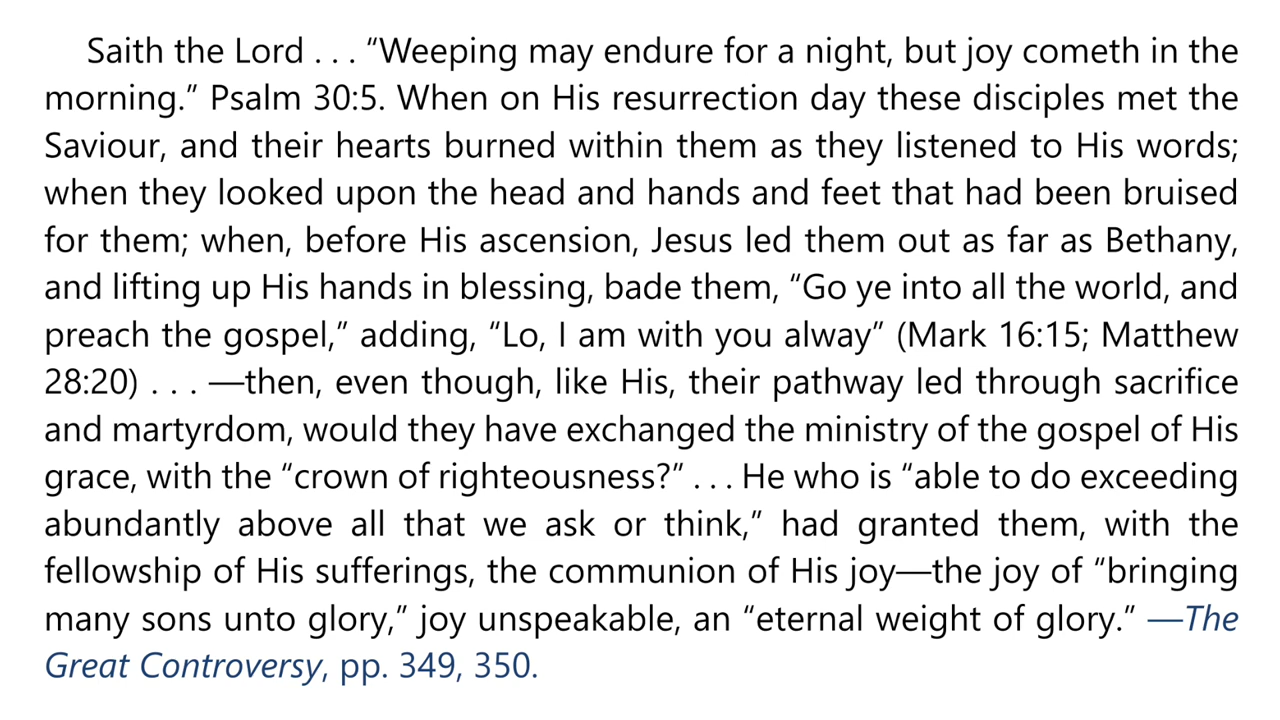 Saith the Lord . . . “Weeping may endure for a night, but joy cometh in the
morning.” Psalm 30:5. When on His resurrection day these disciples met the
Saviour, and their hearts burned within them as they listened to His words;
when they looked upon the head and hands and feet that had been bruised
for them; when, before His ascension, Jesus led them out as far as Bethany,
and lifting up His hands in blessing, bade them, “Go ye into all the world, and
preach the gospel,” adding, “Lo, I am with you alway” (Mark 16:15; Matthew
28:20) . . . —then, even though, like His, their pathway led through sacrifice
and martyrdom, would they have exchanged the ministry of the gospel of His
grace, with the “crown of righteousness?” . . . He who is “able to do exceeding
abundantly above all that we ask or think,” had granted them, with the
fellowship of His sufferings, the communion of His joy—the joy of “bringing
many sons unto glory,” joy unspeakable, an “eternal weight of glory.” —The
Great Controversy, pp. 349, 350.